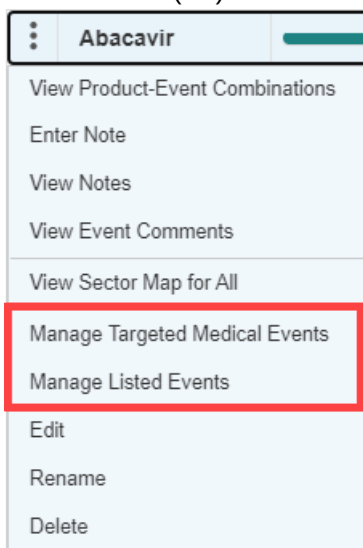 Abacavir
View Product-Event Combinations
Enter Note
View Notes
View Event Comments
View Sector Map for All
Manage Targeted Medical Events
Manage Listed Events
Edit
Rename
Delete